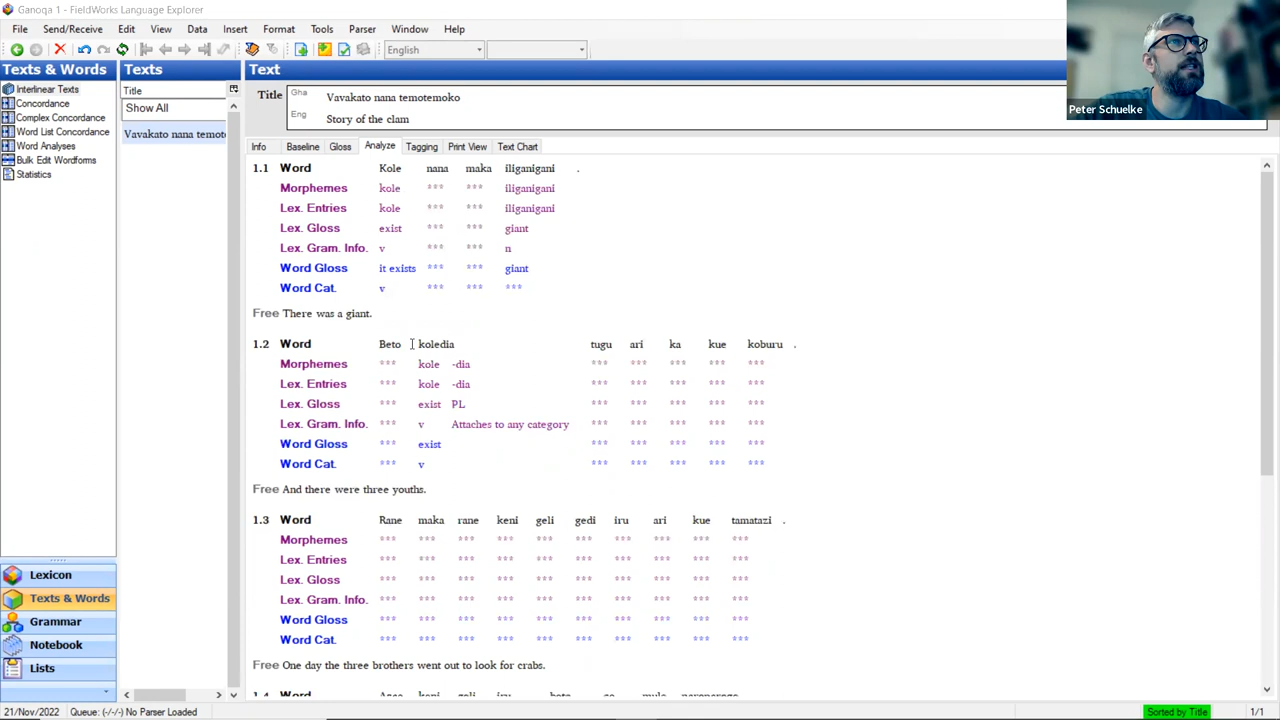 Ganoqa 1 - FieldWorks Language Explorer
File Send/Receive Edit View Data Insert Format Tools Parser Window Help
English
Texts & Words
Interlinear Texts
Concordance
Complex Concordance
Word List Concordance
Word Analyses
Bulk Edit Wordforms
Statistics
Lexicon
Texts & Words
Grammar
Notebook
Lists
Texts
Title
Show All
Vavakato nana temot
Text
Title Gha Vavakato nana temotemoko
Eng Story of the clam
Info Baseline Gloss Analyze Tagging Print View Text Chart
1.1 Word Kole nana maka iliganigani .
Morphemes kole *** *** iliganigani
Lex. Entries kole *** *** iliganigani
Lex. Gloss exist *** *** giant
Lex. Gram. Info. v *** *** n
Word Gloss it exists *** *** giant
Word Cat. v *** *** ***
Free There was a giant.
1.2 Word Beto koledia tugu ari ka kue koburu .
Morphemes *** kole -dia *** *** *** *** ***
Lex. Entries *** kole -dia *** *** *** *** ***
Lex. Gloss *** exist PL *** *** *** *** ***
Lex. Gram. Info. *** v Attaches to any category *** *** *** *** ***
Word Gloss *** exist *** *** *** *** ***
Word Cat. *** v *** *** *** *** ***
Free And there were three youths.
1.3 Word Rane maka rane keni geli gedi iru ari kue tamatazi .
Morphemes *** *** *** *** *** *** *** *** *** ***
Lex. Entries *** *** *** *** *** *** *** *** *** ***
Lex. Gloss *** *** *** *** *** *** *** *** *** ***
Lex. Gram. Info. *** *** *** *** *** *** *** *** *** ***
Word Gloss *** *** *** *** *** *** *** *** *** ***
Word Cat. *** *** *** *** *** *** *** *** *** ***
Free One day the three brothers went out to look for crabs.
1.4 Word keni geli iru beto
Peter Schuelke
21/Nov/2022 Queue: (-/-/-) No Parser Loaded Sorted by Title 1/1